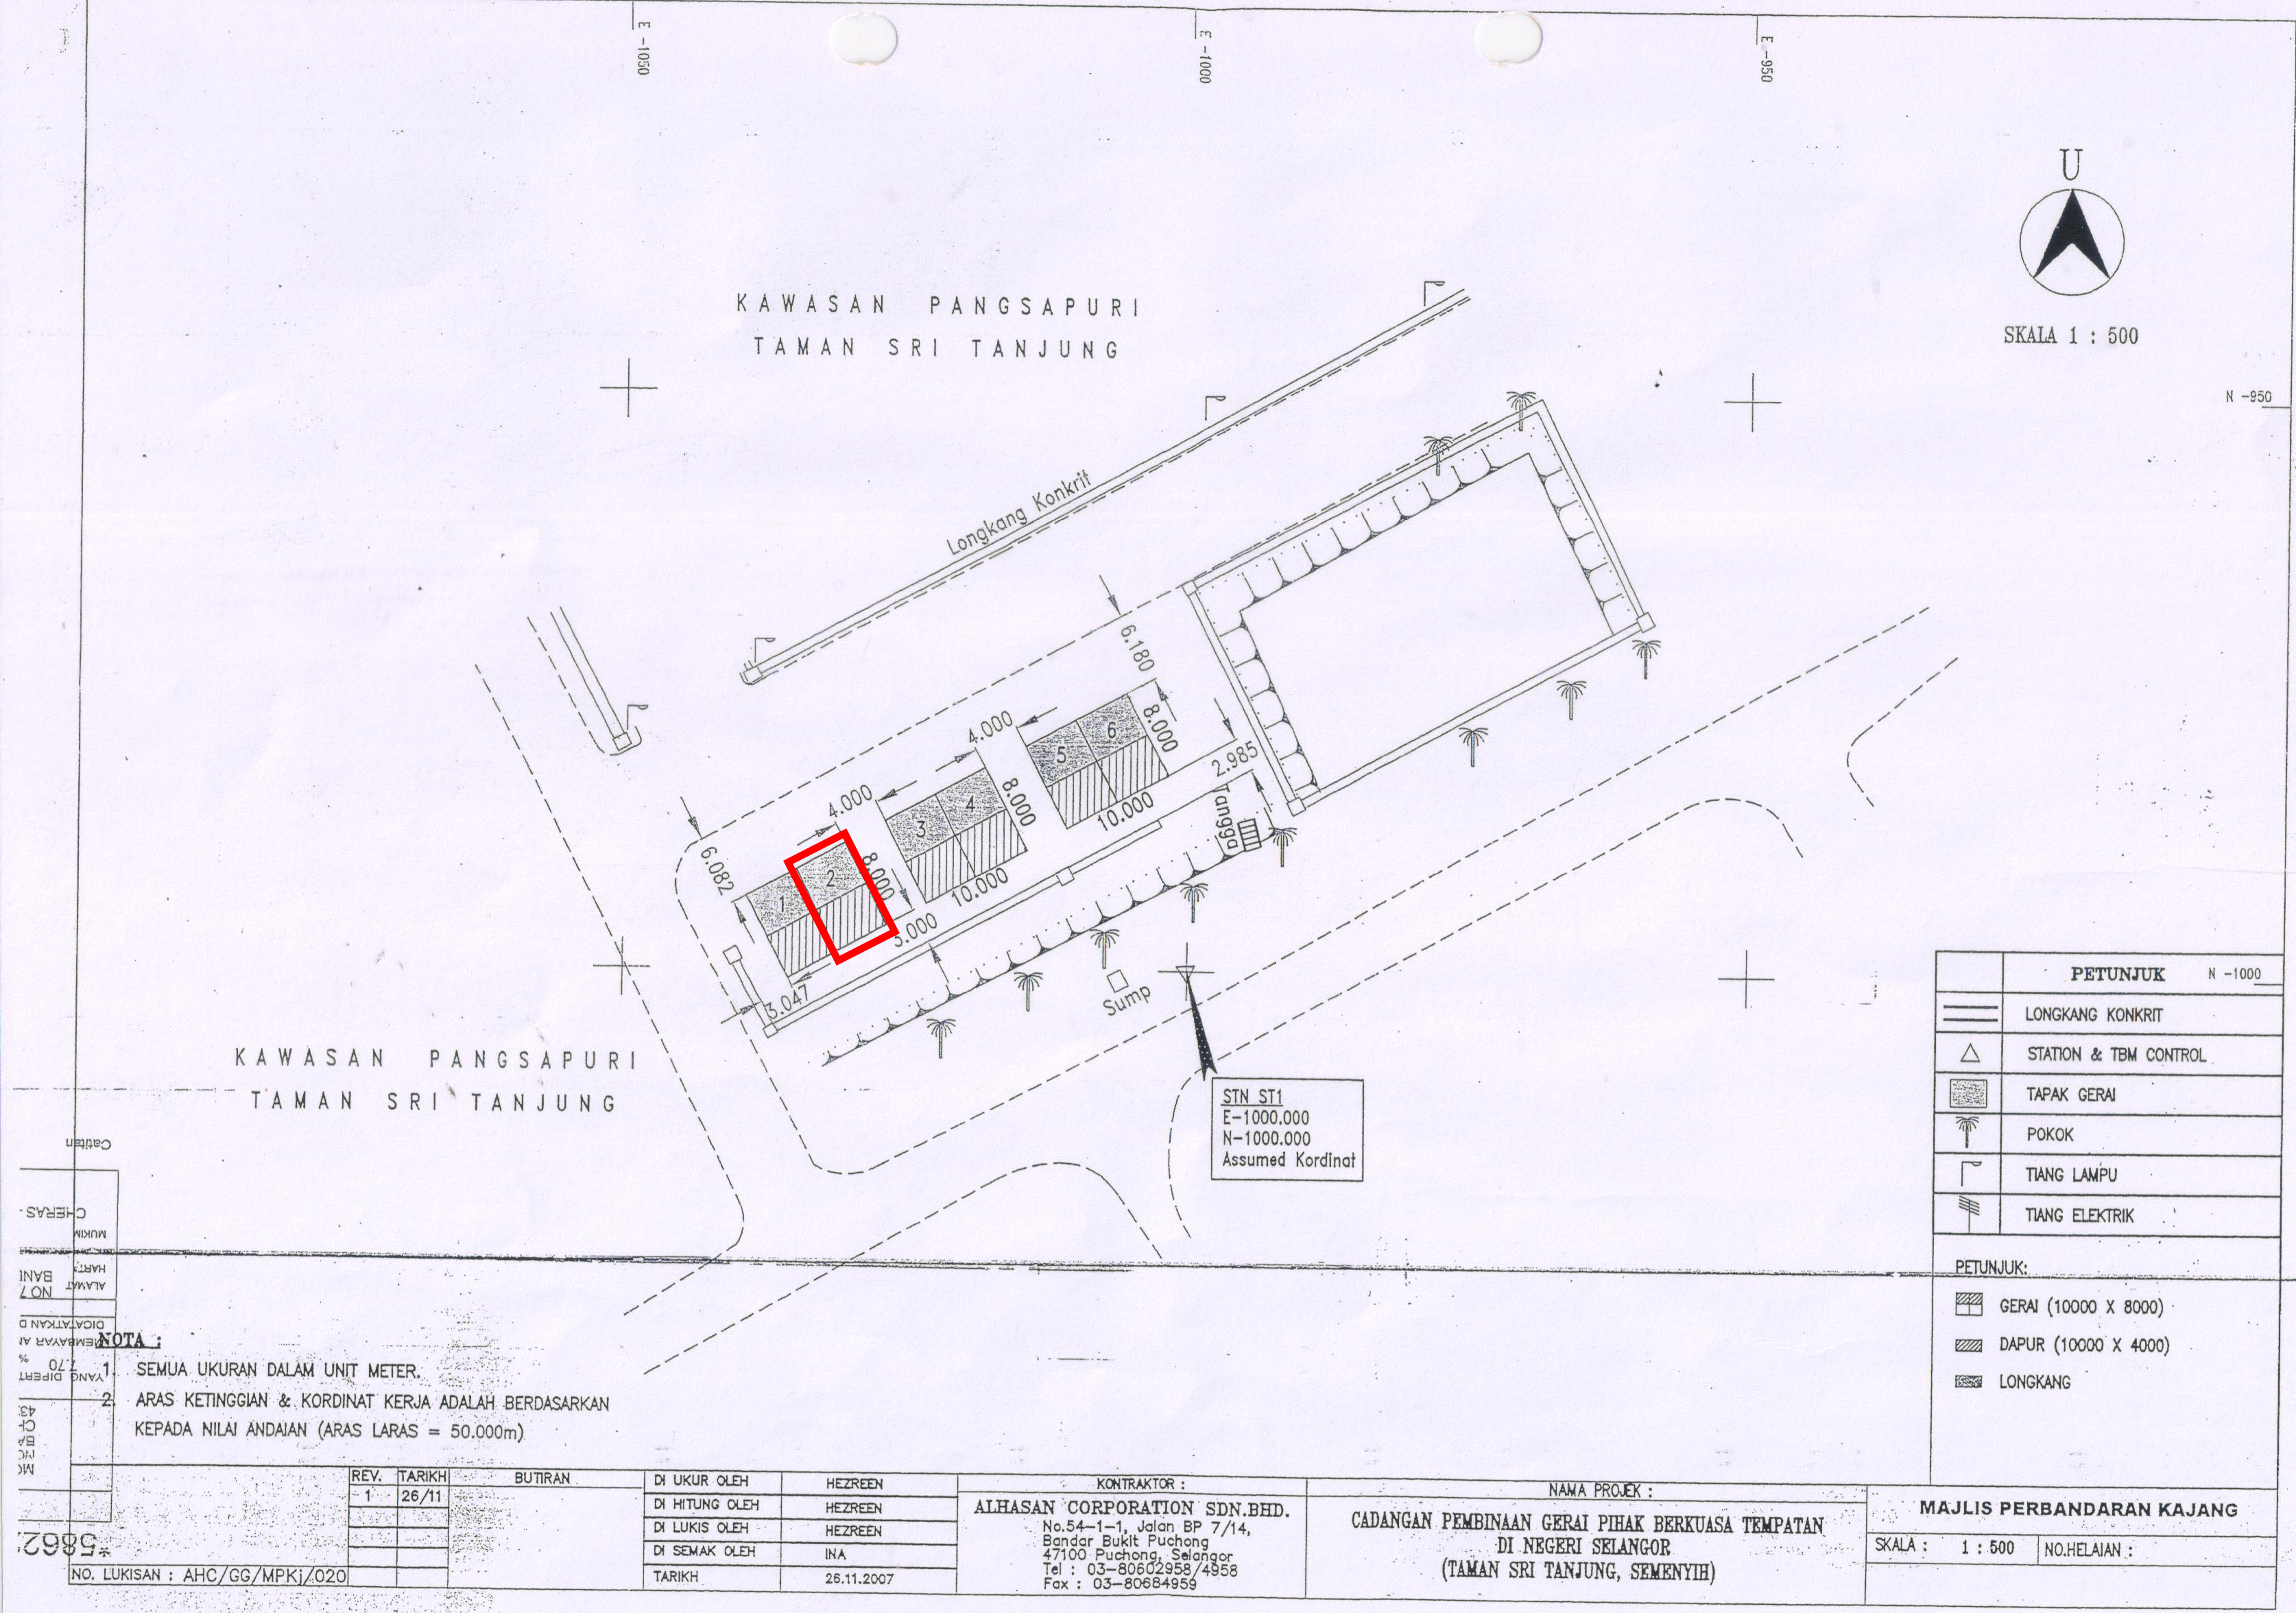 E -1050
E -1000
E -950
U
SKALA 1 : 500
N -950
KAWASAN PANGSAPURI
TAMAN SRI TANJUNG
Longkang Konkrit
6.180
4.000
5
6
8.000
2.985
10.000
Tangga
4.000
3
4
8.000
10.000
6.082
1
2
8.000
5.000
3.047
Sump
STN ST1
E-1000.000
N-1000.000
Assumed Kordinat
KAWASAN PANGSAPURI
TAMAN SRI TANJUNG
PETUNJUK N -1000
LONGKANG KONKRIT
STATION & TBM CONTROL
TAPAK GERAI
POKOK
TIANG LAMPU
TIANG ELEKTRIK
PETUNJUK:
GERAI (10000 X 8000)
DAPUR (10000 X 4000)
LONGKANG
Catitan
CHERAS
MUKIM
ALAMAT
NO.7
NOTA :
1. SEMUA UKURAN DALAM UNIT METER.
2. ARAS KETINGGIAN & KORDINAT KERJA ADALAH BERDASARKAN
KEPADA NILAI ANDAIAN (ARAS LARAS = 50.000m)
7.70 %
*5862
NO. LUKISAN : AHC/GG/MPKj/020
REV. TARIKH BUTIRAN
1 26/11
DI UKUR OLEH HEZREEN
DI HITUNG OLEH HEZREEN
DI LUKIS OLEH HEZREEN
DI SEMAK OLEH INA
TARIKH 26.11.2007
KONTRAKTOR :
ALHASAN CORPORATION SDN.BHD.
No.54-1-1, Jalan BP 7/14,
Bandar Bukit Puchong
47100 Puchong, Selangor
Tel : 03-80602958/4958
Fax : 03-80684959
NAMA PROJEK :
CADANGAN PEMBINAAN GERAI PIHAK BERKUASA TEMPATAN
DI NEGERI SELANGOR
(TAMAN SRI TANJUNG, SEMENYIH)
MAJLIS PERBANDARAN KAJANG
SKALA : 1 : 500 NO.HELAIAN :